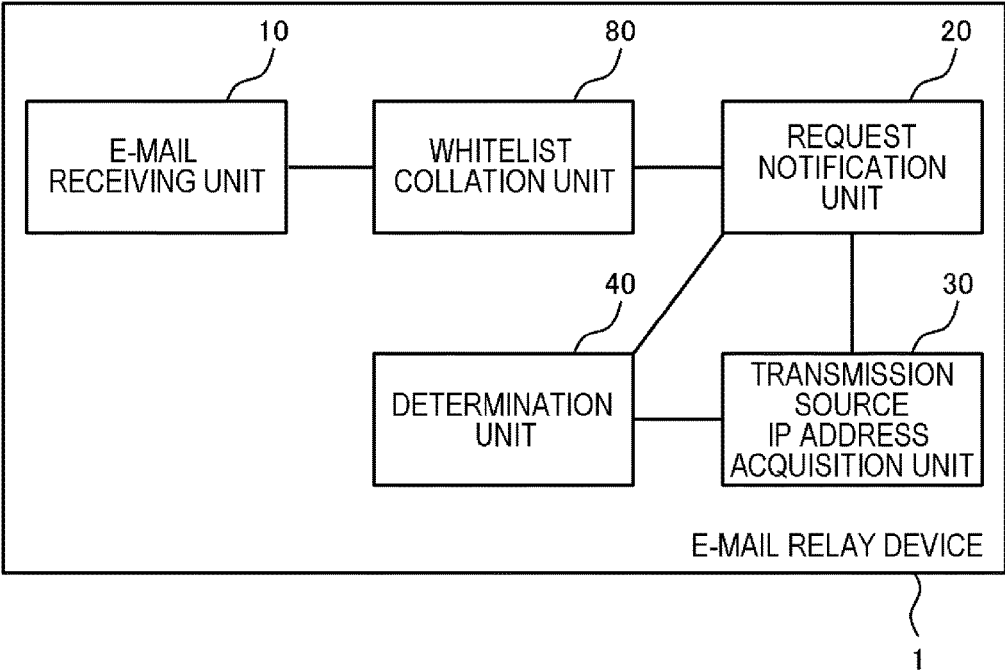 10
80
20
E-MAIL
RECEIVING UNIT
WHITELIST
COLLATION UNIT
REQUEST
NOTIFICATION
UNIT
40
30
DETERMINATION
UNIT
TRANSMISSION
SOURCE
IP ADDRESS
ACQUISITION UNIT
E-MAIL RELAY DEVICE
1